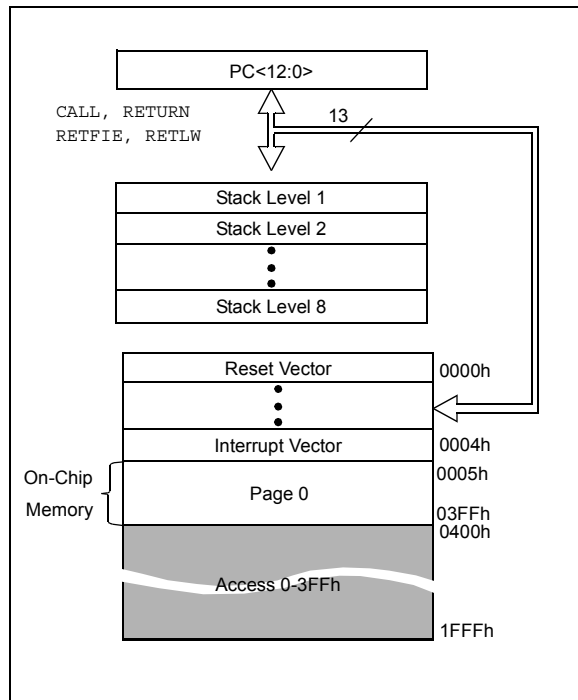 PC<12:0>
CALL, RETURN
RETFIE, RETLW
13
Stack Level 1
Stack Level 2
Stack Level 8
Reset Vector
0000h
Interrupt Vector
0004h
0005h
On-Chip
Memory
Page 0
03FFh
0400h
Access 0-3FFh
1FFFh